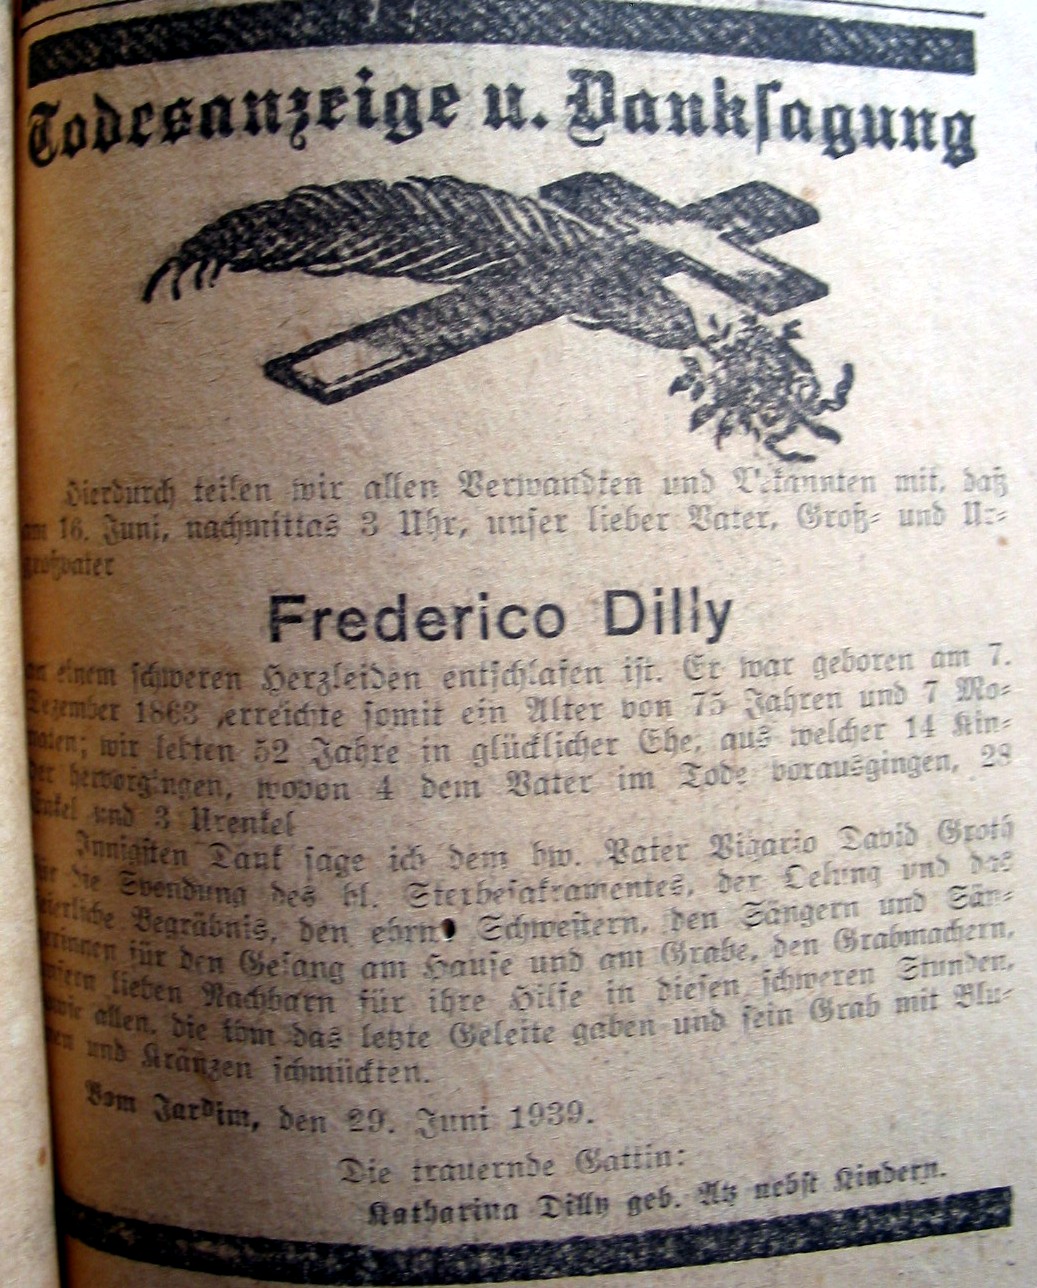 Todesanzeige u. Danksagung
Hierdurch teilen wir allen Verwandten und Bekannten mit, daß
am 16. Juni, nachmittas 3 Uhr, unser lieber Vater, Groß- und Ur-
großvater
Frederico Dilly
an einem schweren Herzleiden entschlafen ist. Er war geboren am 7.
Dezember 1863 ,erreichte somit ein Alter von 75 Jahren und 7 Mo-
naten; wir lebten 52 Jahre in glücklicher Ehe, aus welcher 14 Kin-
der hervorgingen, wovon 4 dem Vater im Tode vorausgingen, 28
Enkel und 3 Urenkel
Innigsten Dank sage ich dem hw. Pater Vigario David Groth
für die Spendung des hl. Sterbesakramentes, der Oelung und das
feierliche Begräbnis, den ehrn Schwestern, den Sängern und Sän-
gerinnen für den Gesang am Hause und am Grabe, den Grabmachern,
unsern lieben Nachbarn für ihre Hilfe in diesen schweren Stunden,
sowie allen, die ihm das letzte Geleite gaben und sein Grab mit Blu-
men und Kränzen schmückten.
Bom Jardim, den 29. Juni 1939.
Die trauernde Gattin:
Katharina Dilly geb. Atz nebst Kindern.